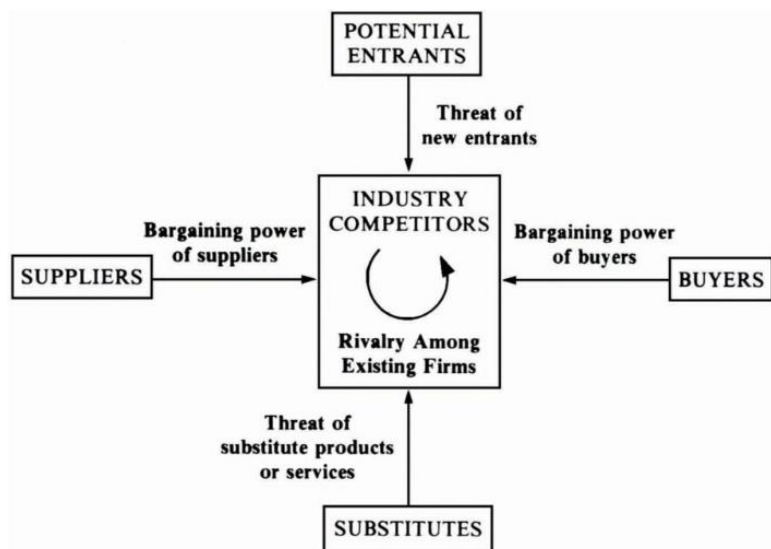 POTENTIAL
ENTRANTS
Threat of
new entrants
INDUSTRY
COMPETITORS
Bargaining power
of suppliers
SUPPLIERS
Bargaining power
of buyers
BUYERS
Rivalry Among
Existing Firms
Threat of
substitute products
or services
SUBSTITUTES